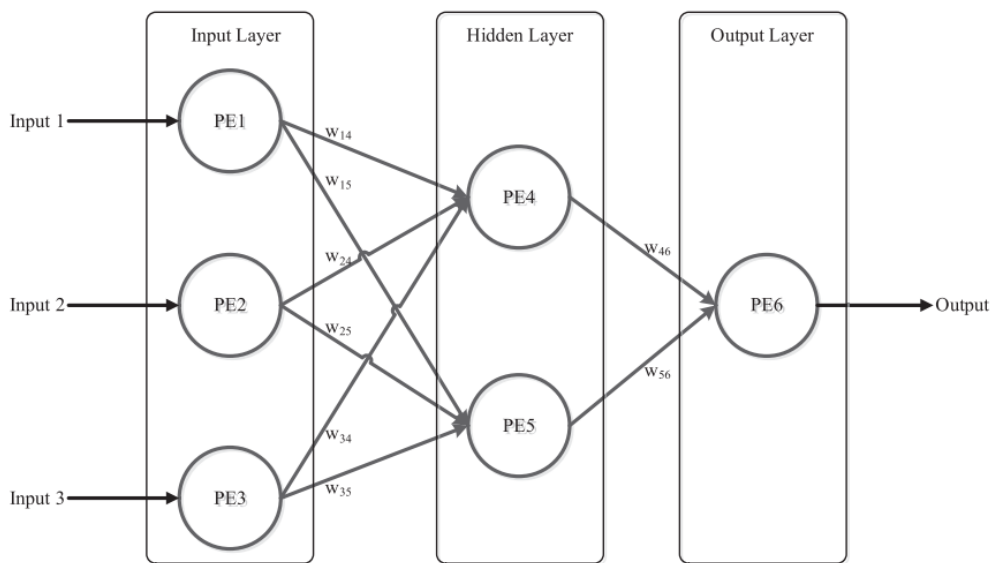 Input Layer
Hidden Layer
Output Layer
Input 1
PE1
w14
w15
PE4
w24
w46
Input 2
PE2
PE6
Output
w25
w56
PE5
w34
Input 3
PE3
w35